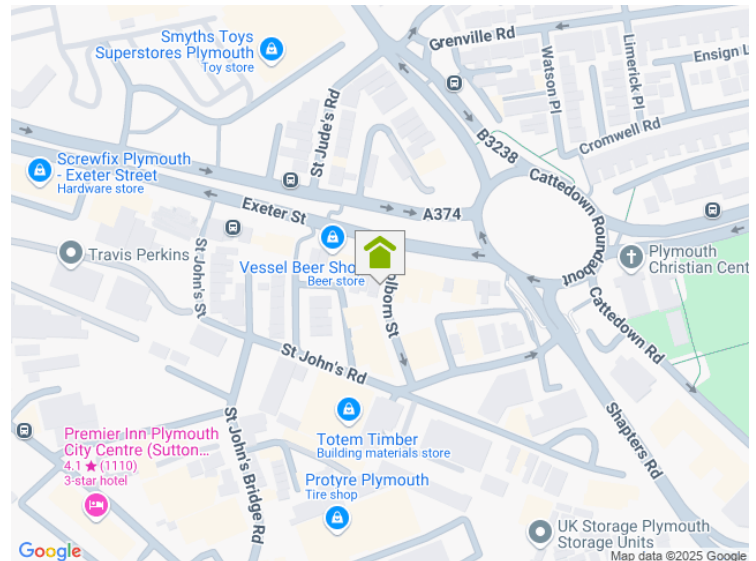 Smyths Toys
Superstores Plymouth
Toy store
Grenville Rd
Watson Pl
Limerick Pl
Ensign L
Cromwell Rd
B3238
St Jude's Rd
Screwfix Plymouth
- Exeter Street
Hardware store
Exeter St
A374
Cattedown Roundabout
Travis Perkins
St John's St
Vessel Beer Sho
Beer store
olborn St
Plymouth
Christian Cent
Cattedown Rd
St John's Rd
Shapters Rd
Totem Timber
Building materials store
St John's Bridge Rd
Premier Inn Plymouth
City Centre (Sutton...
4.1 ★ (1110)
3-star hotel
Protyre Plymouth
Tire shop
UK Storage Plymouth
Storage Units
Google
Map data ©2025 Google